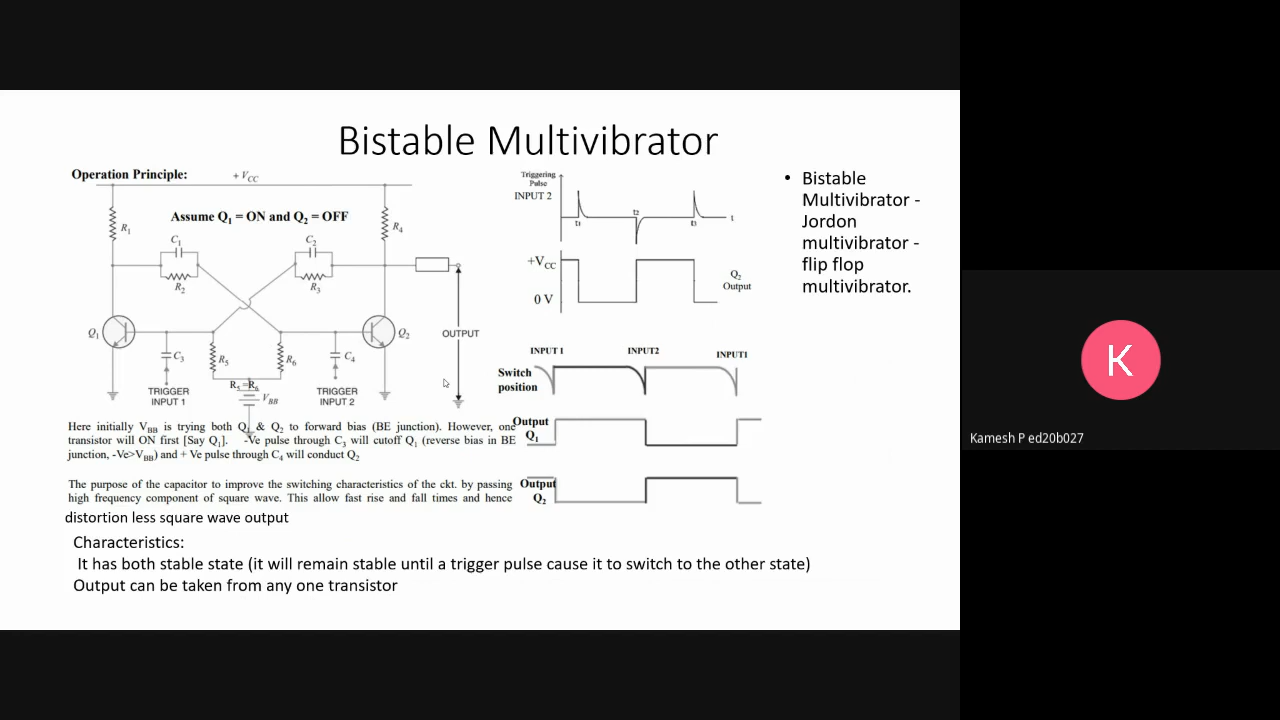 Bistable Multivibrator
Operation Principle:
+ VCC
Assume Q1 = ON and Q2 = OFF
R1
C1
R2
C2
R3
R4
Q1
Q2
C3
R5
R6
C4
OUTPUT
TRIGGER
INPUT 1
R5 =R6
VBB
TRIGGER
INPUT 2
Here initially VBB is trying both Q1 & Q2 to forward bias (BE junction). However, one
transistor will ON first [Say Q1]. -Ve pulse through C3 will cutoff Q1 (reverse bias in BE
junction, -Ve>VBB) and + Ve pulse through C4 will conduct Q2
The purpose of the capacitor to improve the switching characteristics of the ckt. by passing
high frequency component of square wave. This allow fast rise and fall times and hence
distortion less square wave output
Characteristics:
It has both stable state (it will remain stable until a trigger pulse cause it to switch to the other state)
Output can be taken from any one transistor
Triggering
Pulse
INPUT 2
t1
t2
t3
t
+VCC
0 V
Q2
Output
INPUT 1
INPUT2
INPUT1
Switch
position
Output
Q1
Output
Q2
• Bistable
Multivibrator -
Jordon
multivibrator -
flip flop
multivibrator.
K
Kamesh P ed20b027